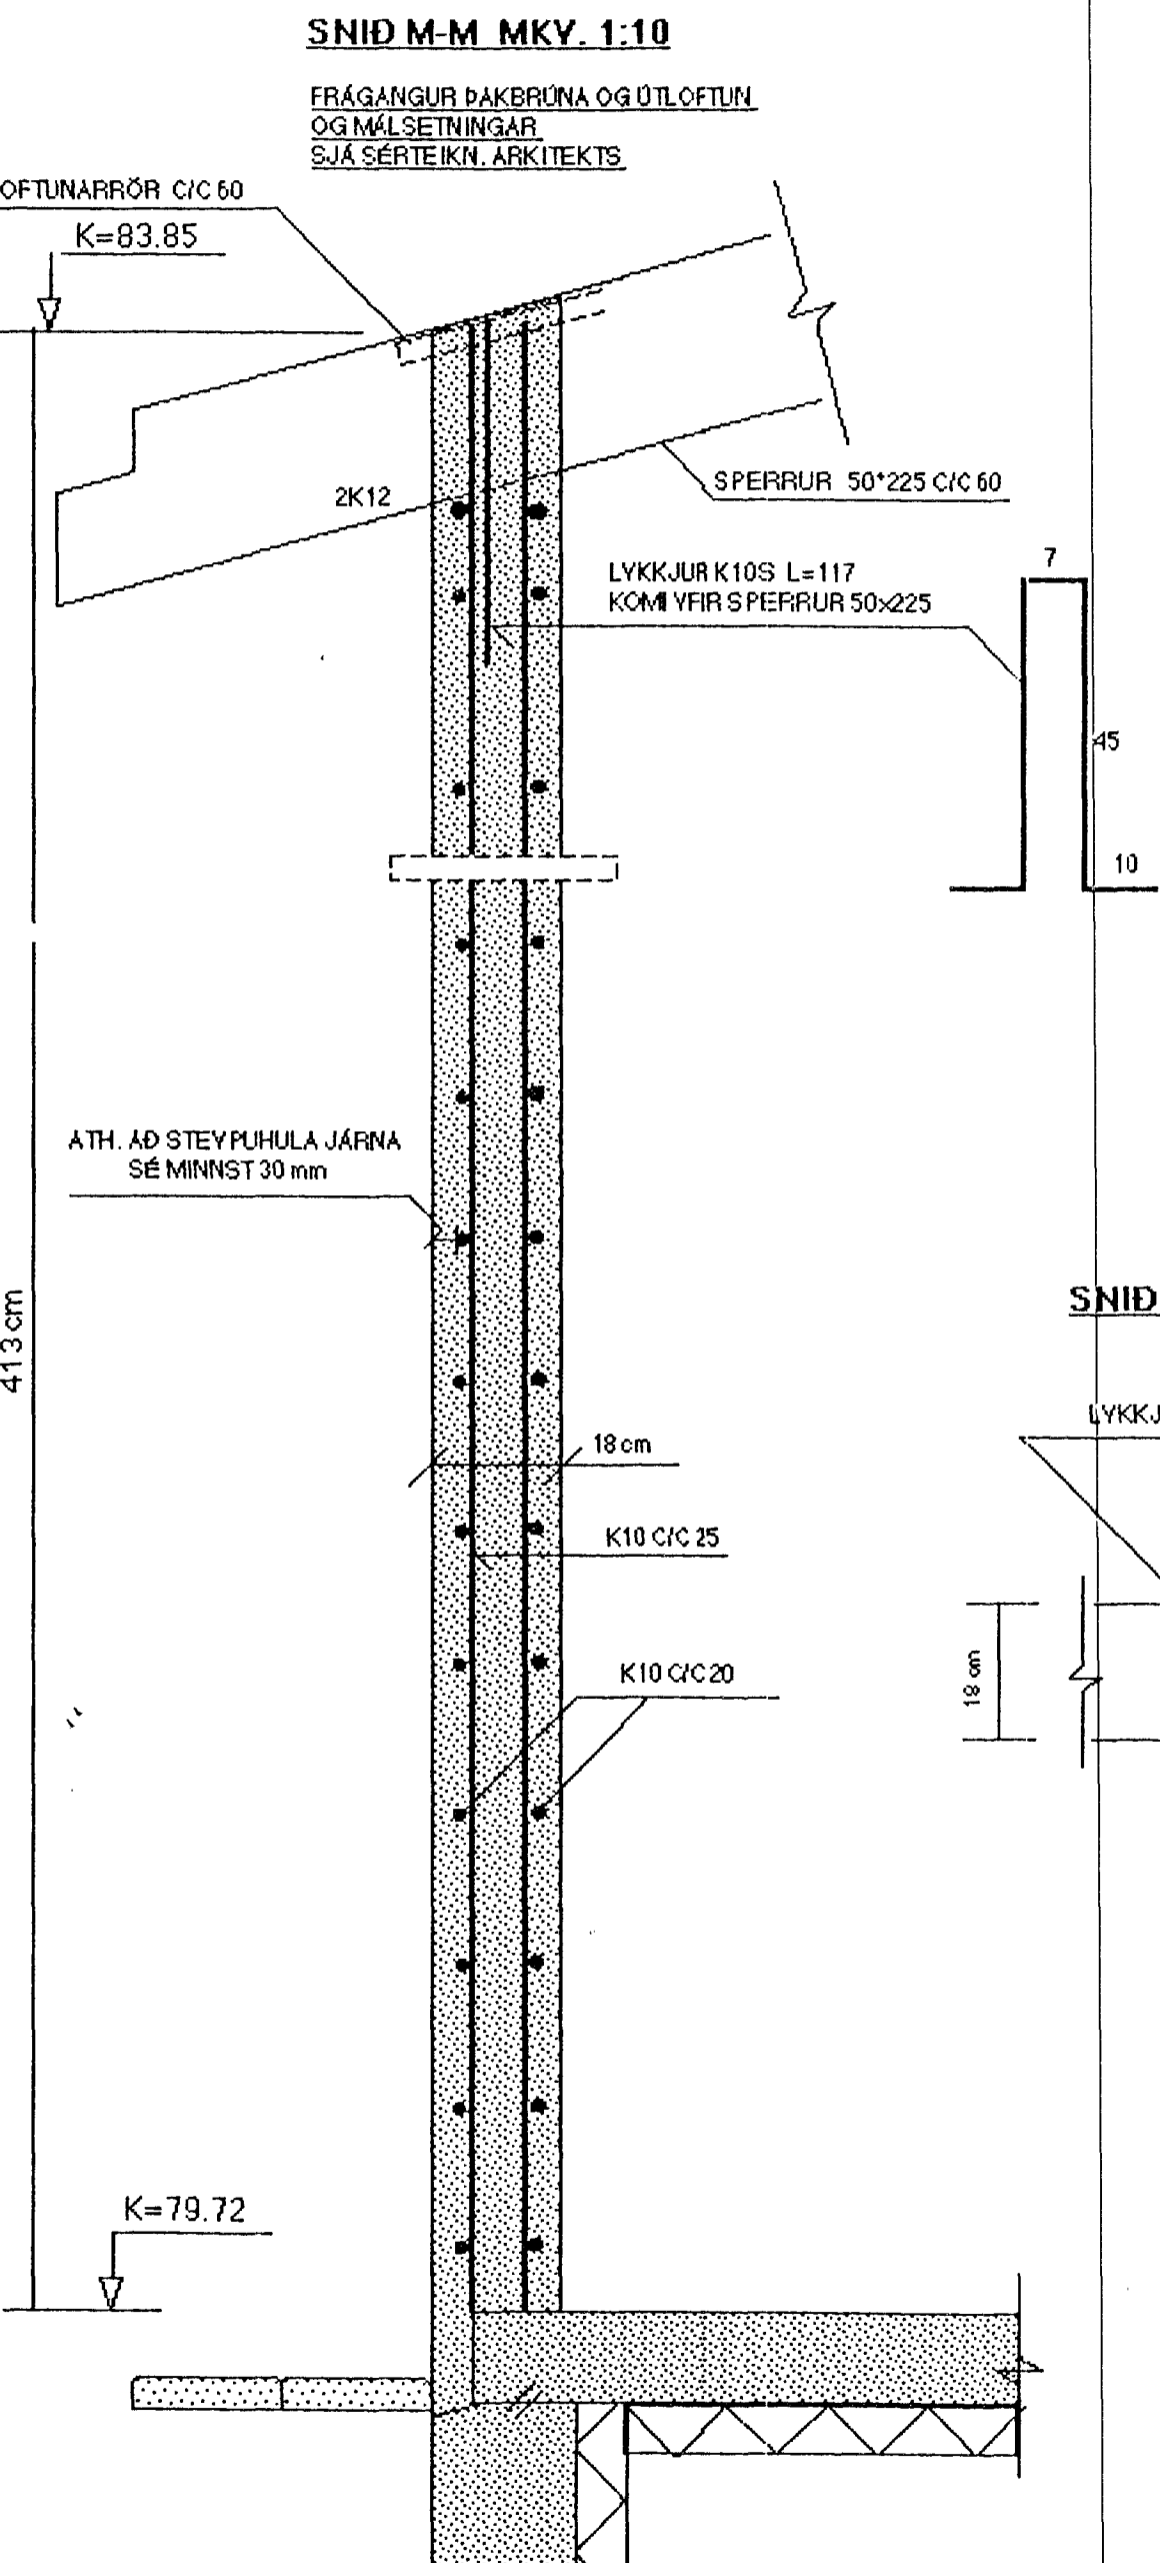 SNIÐ M-M MKV. 1:10
FRÁGANGUR ÞAKBRÚNA OG ÚTLOFTUN
OG MÁLSETNINGAR
SJÁ SÉRTEIKN. ARKITEKTS
OFTUNARRÖR C/C 60
K=83.85
SPERRUR 50*225 C/C 60
2K12
LYKKJUR K10S L=117
KOMI YFIR SPERRUR 50x225
7
45
10
ATH. AÐ STEYPUHULA JÁRNA
SÉ MINNST 30 mm
413 cm
SNIÐ
LYKKJ
18 cm
K10 C/C 25
18 cm
K10 C/C 20
K=79.72